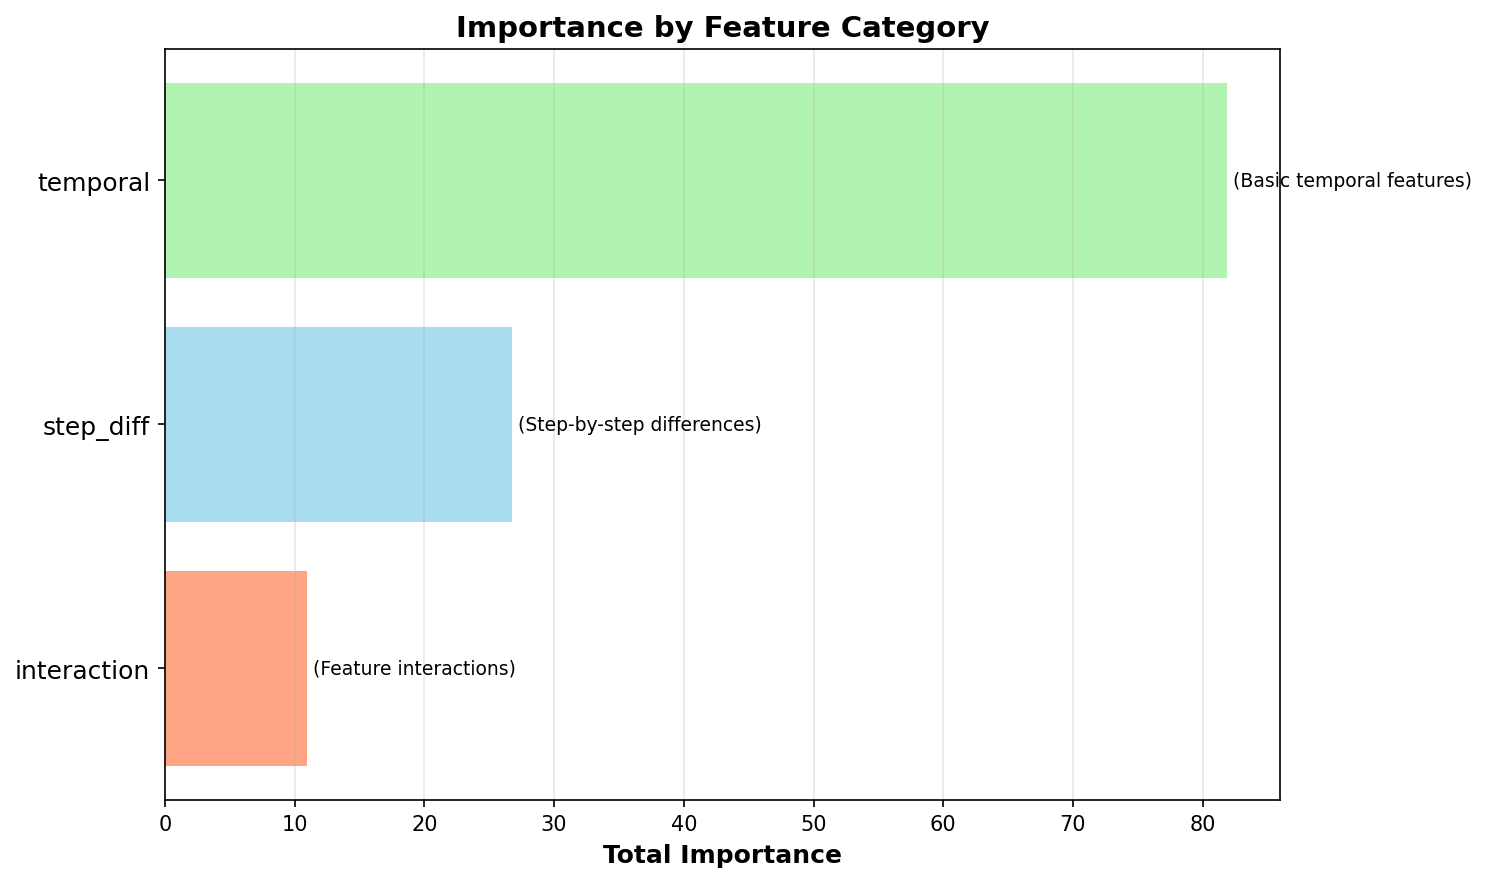 Importance by Feature Category
temporal
(Basic temporal features)
step_diff
(Step-by-step differences)
interaction
(Feature interactions)
0 10 20 30 40 50 60 70 80
Total Importance